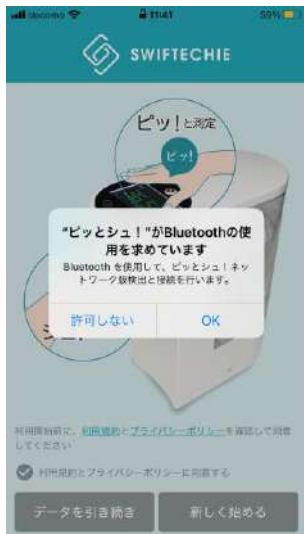 docomo 11:41 59%
SWIFTECHIE
ピッ！と測定
ピッ！
"ピッとシュ！"がBluetoothの使
用を求めています
Bluetooth を使用して、ピッとシュ！ネッ
トワーク版検出と接続を行います。
許可しない OK
利用開始前に、利用規約とプライバシーポリシーを確認して同意
してください
利用規約とプライバシーポリシーに同意する
データを引き続き 新しく始める